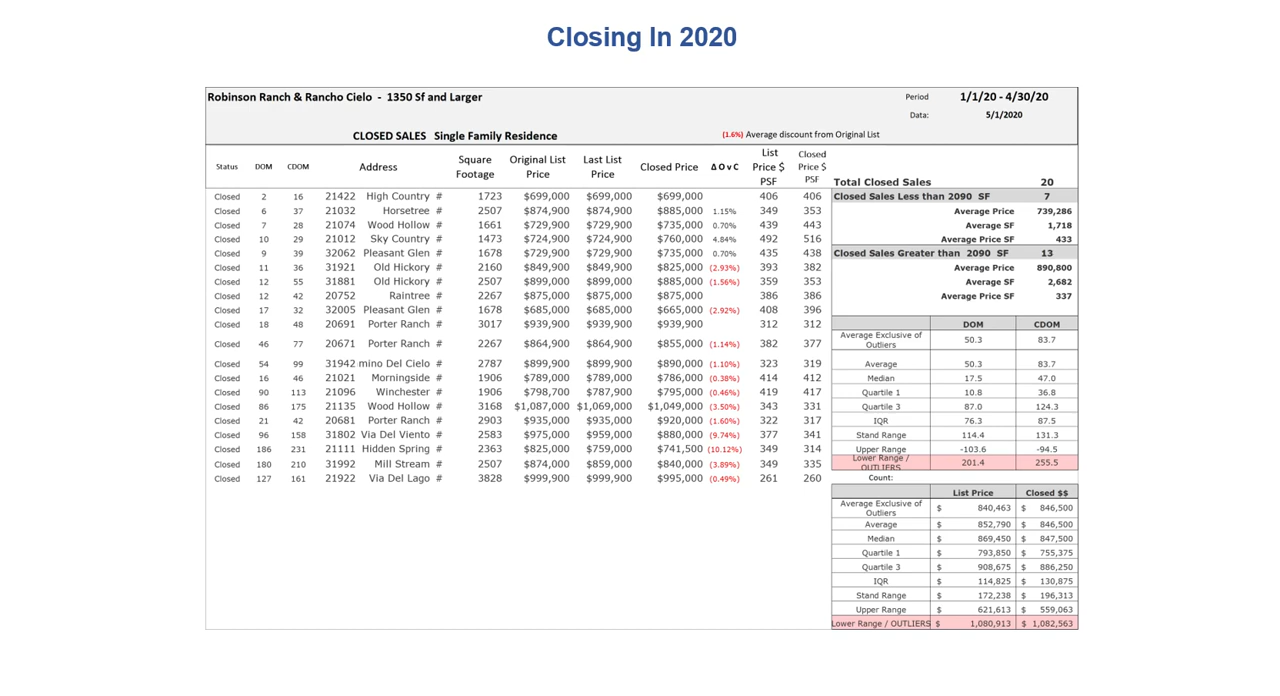 Closing In 2020
Robinson Ranch & Rancho Cielo - 1350 Sf and Larger Period 1/1/20 - 4/30/20
Data: 5/1/2020
CLOSED SALES Single Family Residence (1.6%) Average discount from Original List
Status DOM CDOM Address Square Footage Original List Price Last List Price Closed Price Δ O v C List Price $ PSF Closed Price $ PSF
Total Closed Sales 20
Closed 2 16 21422 High Country # 1723 $699,000 $699,000 $699,000 406 406 Closed Sales Less than 2090 SF 7
Closed 6 37 21032 Horsetree # 2507 $874,900 $874,900 $885,000 1.15% 349 353 Average Price 739,286
Closed 7 28 21074 Wood Hollow # 1661 $729,900 $729,900 $735,000 0.70% 439 443 Average SF 1,718
Closed 10 29 21012 Sky Country # 1473 $724,900 $724,900 $760,000 4.84% 492 516 Average Price SF 433
Closed 9 39 32062 Pleasant Glen # 1678 $729,900 $729,900 $735,000 0.70% 435 438 Closed Sales Greater than 2090 SF 13
Closed 11 36 31921 Old Hickory # 2160 $849,900 $849,900 $825,000 (2.93%) 393 382 Average Price 890,800
Closed 12 55 31881 Old Hickory # 2507 $899,000 $899,000 $885,000 (1.56%) 359 353 Average SF 2,682
Closed 12 42 20752 Raintree # 2267 $875,000 $875,000 $875,000 386 386 Average Price SF 337
Closed 17 32 32005 Pleasant Glen # 1678 $685,000 $685,000 $665,000 (2.92%) 408 396
Closed 18 48 20691 Porter Ranch # 3017 $939,900 $939,900 $939,900 312 312 DOM CDOM
Closed 46 77 20671 Porter Ranch # 2267 $864,900 $864,900 $855,000 (1.14%) 382 377 Average Exclusive of Outliers 50.3 83.7
Closed 54 99 31942 mino Del Cielo # 2787 $899,900 $899,900 $890,000 (1.10%) 323 319 Average 50.3 83.7
Closed 16 46 21021 Morningside # 1906 $789,000 $789,000 $786,000 (0.38%) 414 412 Median 17.5 47.0
Closed 90 113 21096 Winchester # 1906 $798,700 $787,900 $795,000 (0.46%) 419 417 Quartile 1 10.8 36.8
Closed 86 175 21135 Wood Hollow # 3168 $1,087,000 $1,069,000 $1,049,000 (3.50%) 343 331 Quartile 3 87.0 124.3
Closed 21 42 20681 Porter Ranch # 2903 $935,000 $935,000 $920,000 (1.60%) 322 317 IQR 76.3 87.5
Closed 96 158 31802 Via Del Viento # 2583 $975,000 $959,000 $880,000 (9.74%) 377 341 Stand Range 114.4 131.3
Closed 186 231 21111 Hidden Spring # 2363 $825,000 $759,000 $741,500 (10.12%) 349 314 Upper Range -103.6 -94.5
Closed 180 210 31992 Mill Stream # 2507 $874,000 $859,000 $840,000 (3.89%) 349 335 Lower Range / OUTLIERS 201.4 255.5
Closed 127 161 21922 Via Del Lago # 3828 $999,900 $999,900 $995,000 (0.49%) 261 260 Count:
List Price Closed $$
Average Exclusive of Outliers $ 840,463 $ 846,500
Average $ 852,790 $ 846,500
Median $ 869,450 $ 847,500
Quartile 1 $ 793,850 $ 755,375
Quartile 3 $ 908,675 $ 886,250
IQR $ 114,825 $ 130,875
Stand Range $ 172,238 $ 196,313
Upper Range $ 621,613 $ 559,063
Lower Range / OUTLIERS $ 1,080,913 $ 1,082,563